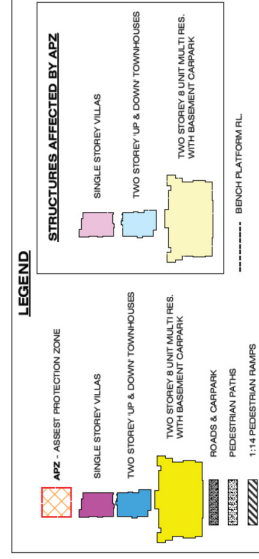 LEGEND
APZ - ASSEST PROTECTION ZONE
SINGLE STOREY VILLAS
TWO STOREY 'UP & DOWN' TOWNHOUSES
TWO STOREY 8 UNIT MULTI RES.
WITH BASEMENT CARPARK
ROADS & CARPARK
PEDESTRIAN PATHS
1:14 PEDESTRIAN RAMPS
STRUCTURES AFFECTED BY APZ
SINGLE STOREY VILLAS
TWO STOREY 'UP & DOWN' TOWNHOUSES
TWO STOREY 8 UNIT MULTI RES.
WITH BASEMENT CARPARK
BENCH PLATFORM RL.